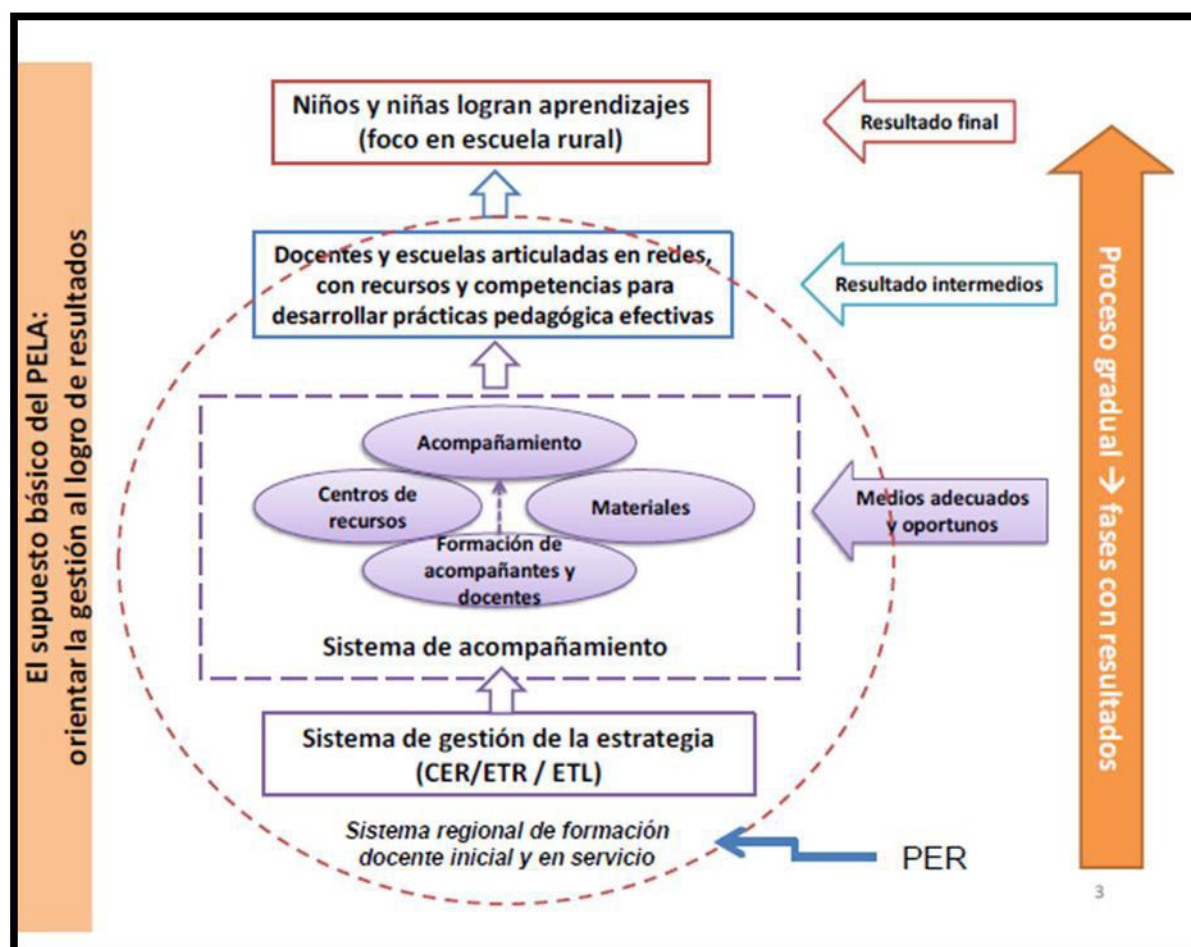 El supuesto básico del PELA:
orientar la gestión al logro de resultados
Niños y niñas logran aprendizajes
(foco en escuela rural)
Resultado final
Docentes y escuelas articuladas en redes,
con recursos y competencias para
desarrollar prácticas pedagógica efectivas
Resultado intermedios
Acompañamiento
Centros de
recursos
Materiales
Formación de
acompañantes y
docentes
Sistema de acompañamiento
Medios adecuados
y oportunos
Sistema de gestión de la estrategia
(CER/ETR / ETL)
Sistema regional de formación
docente inicial y en servicio
PER
Proceso gradual → fases con resultados
3